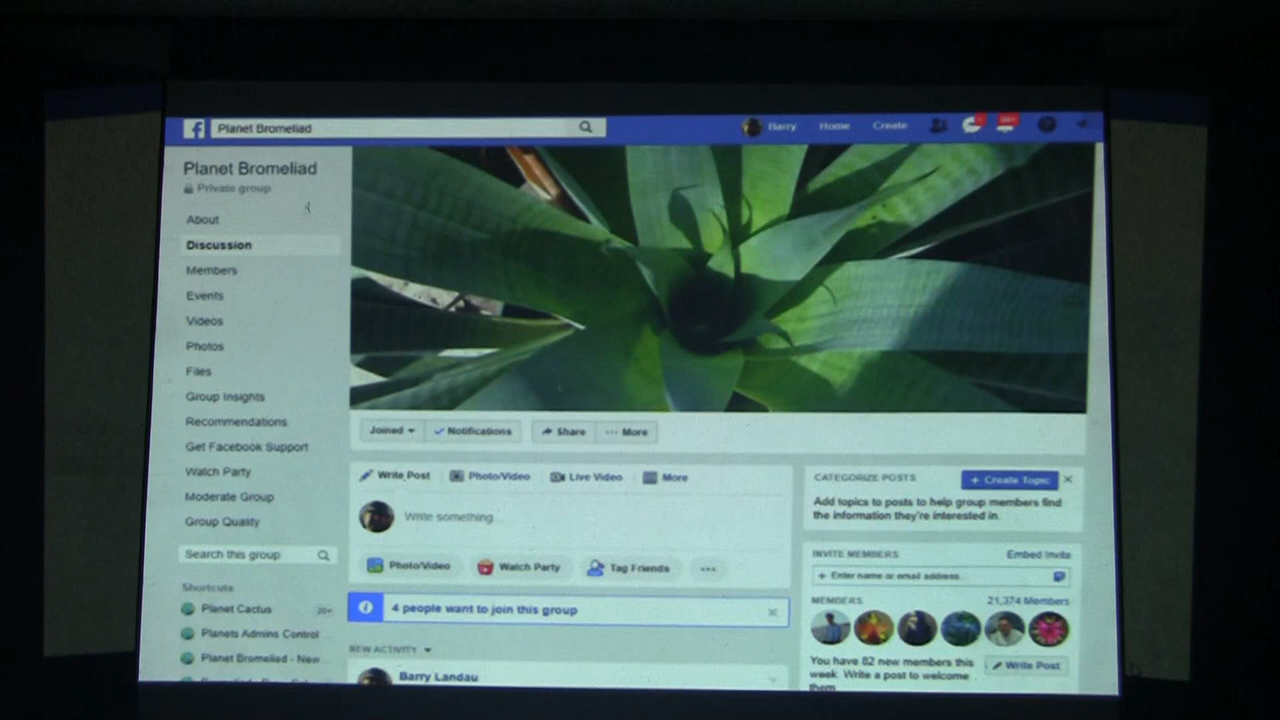 Planet Bromeliad
Barry Home Create
Planet Bromeliad
Private group
About
Discussion
Members
Events
Videos
Photos
Files
Group Insights
Recommendations
Get Facebook Support
Watch Party
Moderate Group
Group Quality
Search this group
Shortcuts
Planet Cactus 20+
Planets Admins Control ...
Planet Bromeliad - New...
Joined Notifications Share More
Write Post Photo/Video Live Video More
Write something...
Photo/Video Watch Party Tag Friends
4 people want to join this group
NEW ACTIVITY
Barry Landau
CATEGORIZE POSTS + Create Topic
Add topics to posts to help group members find
the information they're interested in.
INVITE MEMBERS Embed Invite
+ Enter name or email address...
MEMBERS 21,374 Members
You have 82 new members this
week. Write a post to welcome
them.
Write Post